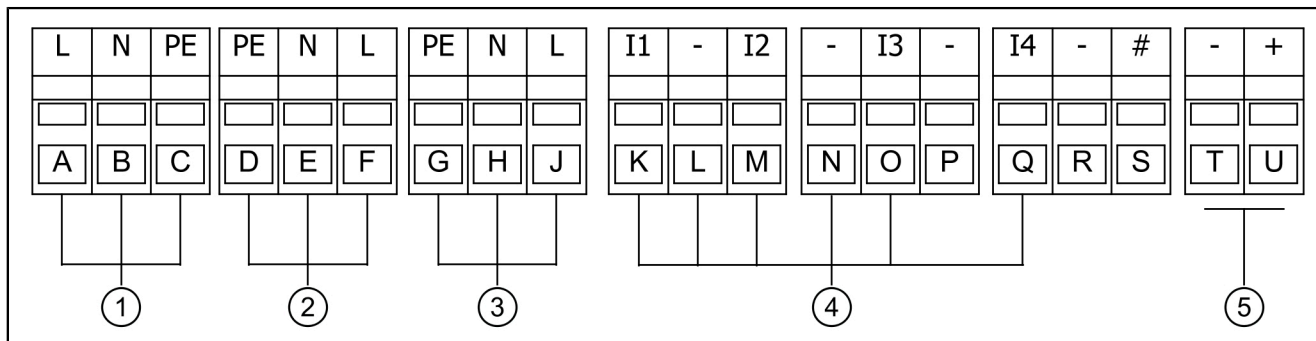 L N PE PE N L PE N L I1 - I2 - I3 - I4 - # - +
A B C D E F G H J K L M N O P Q R S T U
1 2 3 4 5